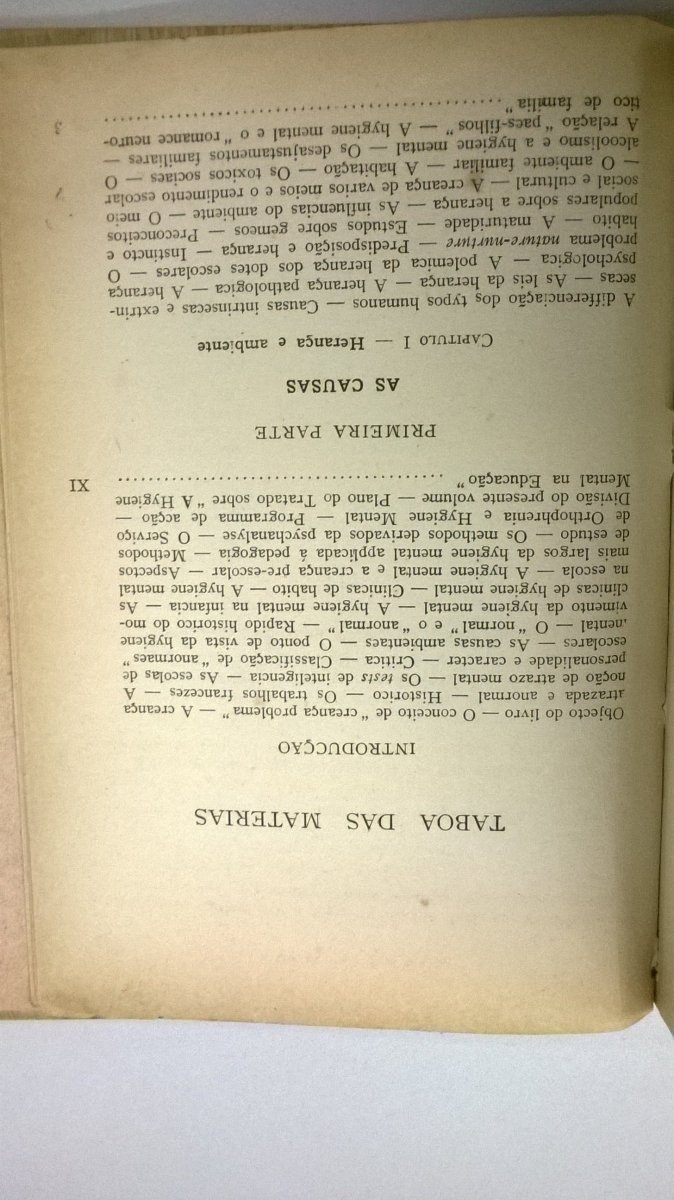 TABOA DAS MATERIAS
INTRODUCÇÃO
Objecto do livro — O conceito de "creança problema" — A creança
atrazada e anormal — Historico — Os trabalhos francezes — A
noção de atrazo mental — Os tests de inteligencia — As escolas de
personalidade e caracter — Critica — Classificação de "anormaes"
escolares — As causas ambientaes — O ponto de vista da hygiene
mental — O "normal" e o "anormal" — Rapido historico do mo-
vimento da hygiene mental — A hygiene mental na infancia — As
clinicas de hygiene mental — Clinicas de habito — A hygiene mental
na escola — A hygiene mental e a creança pre-escolar — Aspectos
mais largos da hygiene mental applicada á pedagogia — Methodos
de estudo — Os methodos derivados da psychanalyse — O Serviço
de Orthophrenia e Hygiene Mental — Programma de acção —
Divisão do presente volume — Plano do Tratado sobre "A Hygiene
Mental na Educação" ........................................ XI
PRIMEIRA PARTE
AS CAUSAS
CAPITULO I — Herança e ambiente
A differenciação dos typos humanos — Causas intrinsecas e extrin-
secas — As leis da herança — A herança pathologica — A herança
psychologica — A polemica da herança dos dotes escolares — O
problema nature-nurture — Predisposição e herança — Instincto e
habito — A maturidade — Estudos sobre gemeos — Preconceitos
populares sobre a herança — As influencias do ambiente — O meio
social e cultural — A creança de varios meios e o rendimento escolar
— O ambiente familiar — A habitação — Os toxicos sociaes — O
alcoolismo e a hygiene mental — Os desajustamentos familiares —
A relação "paes-filhos" — A hygiene mental e o "romance neuro-
tico de familia" ........................................ 3